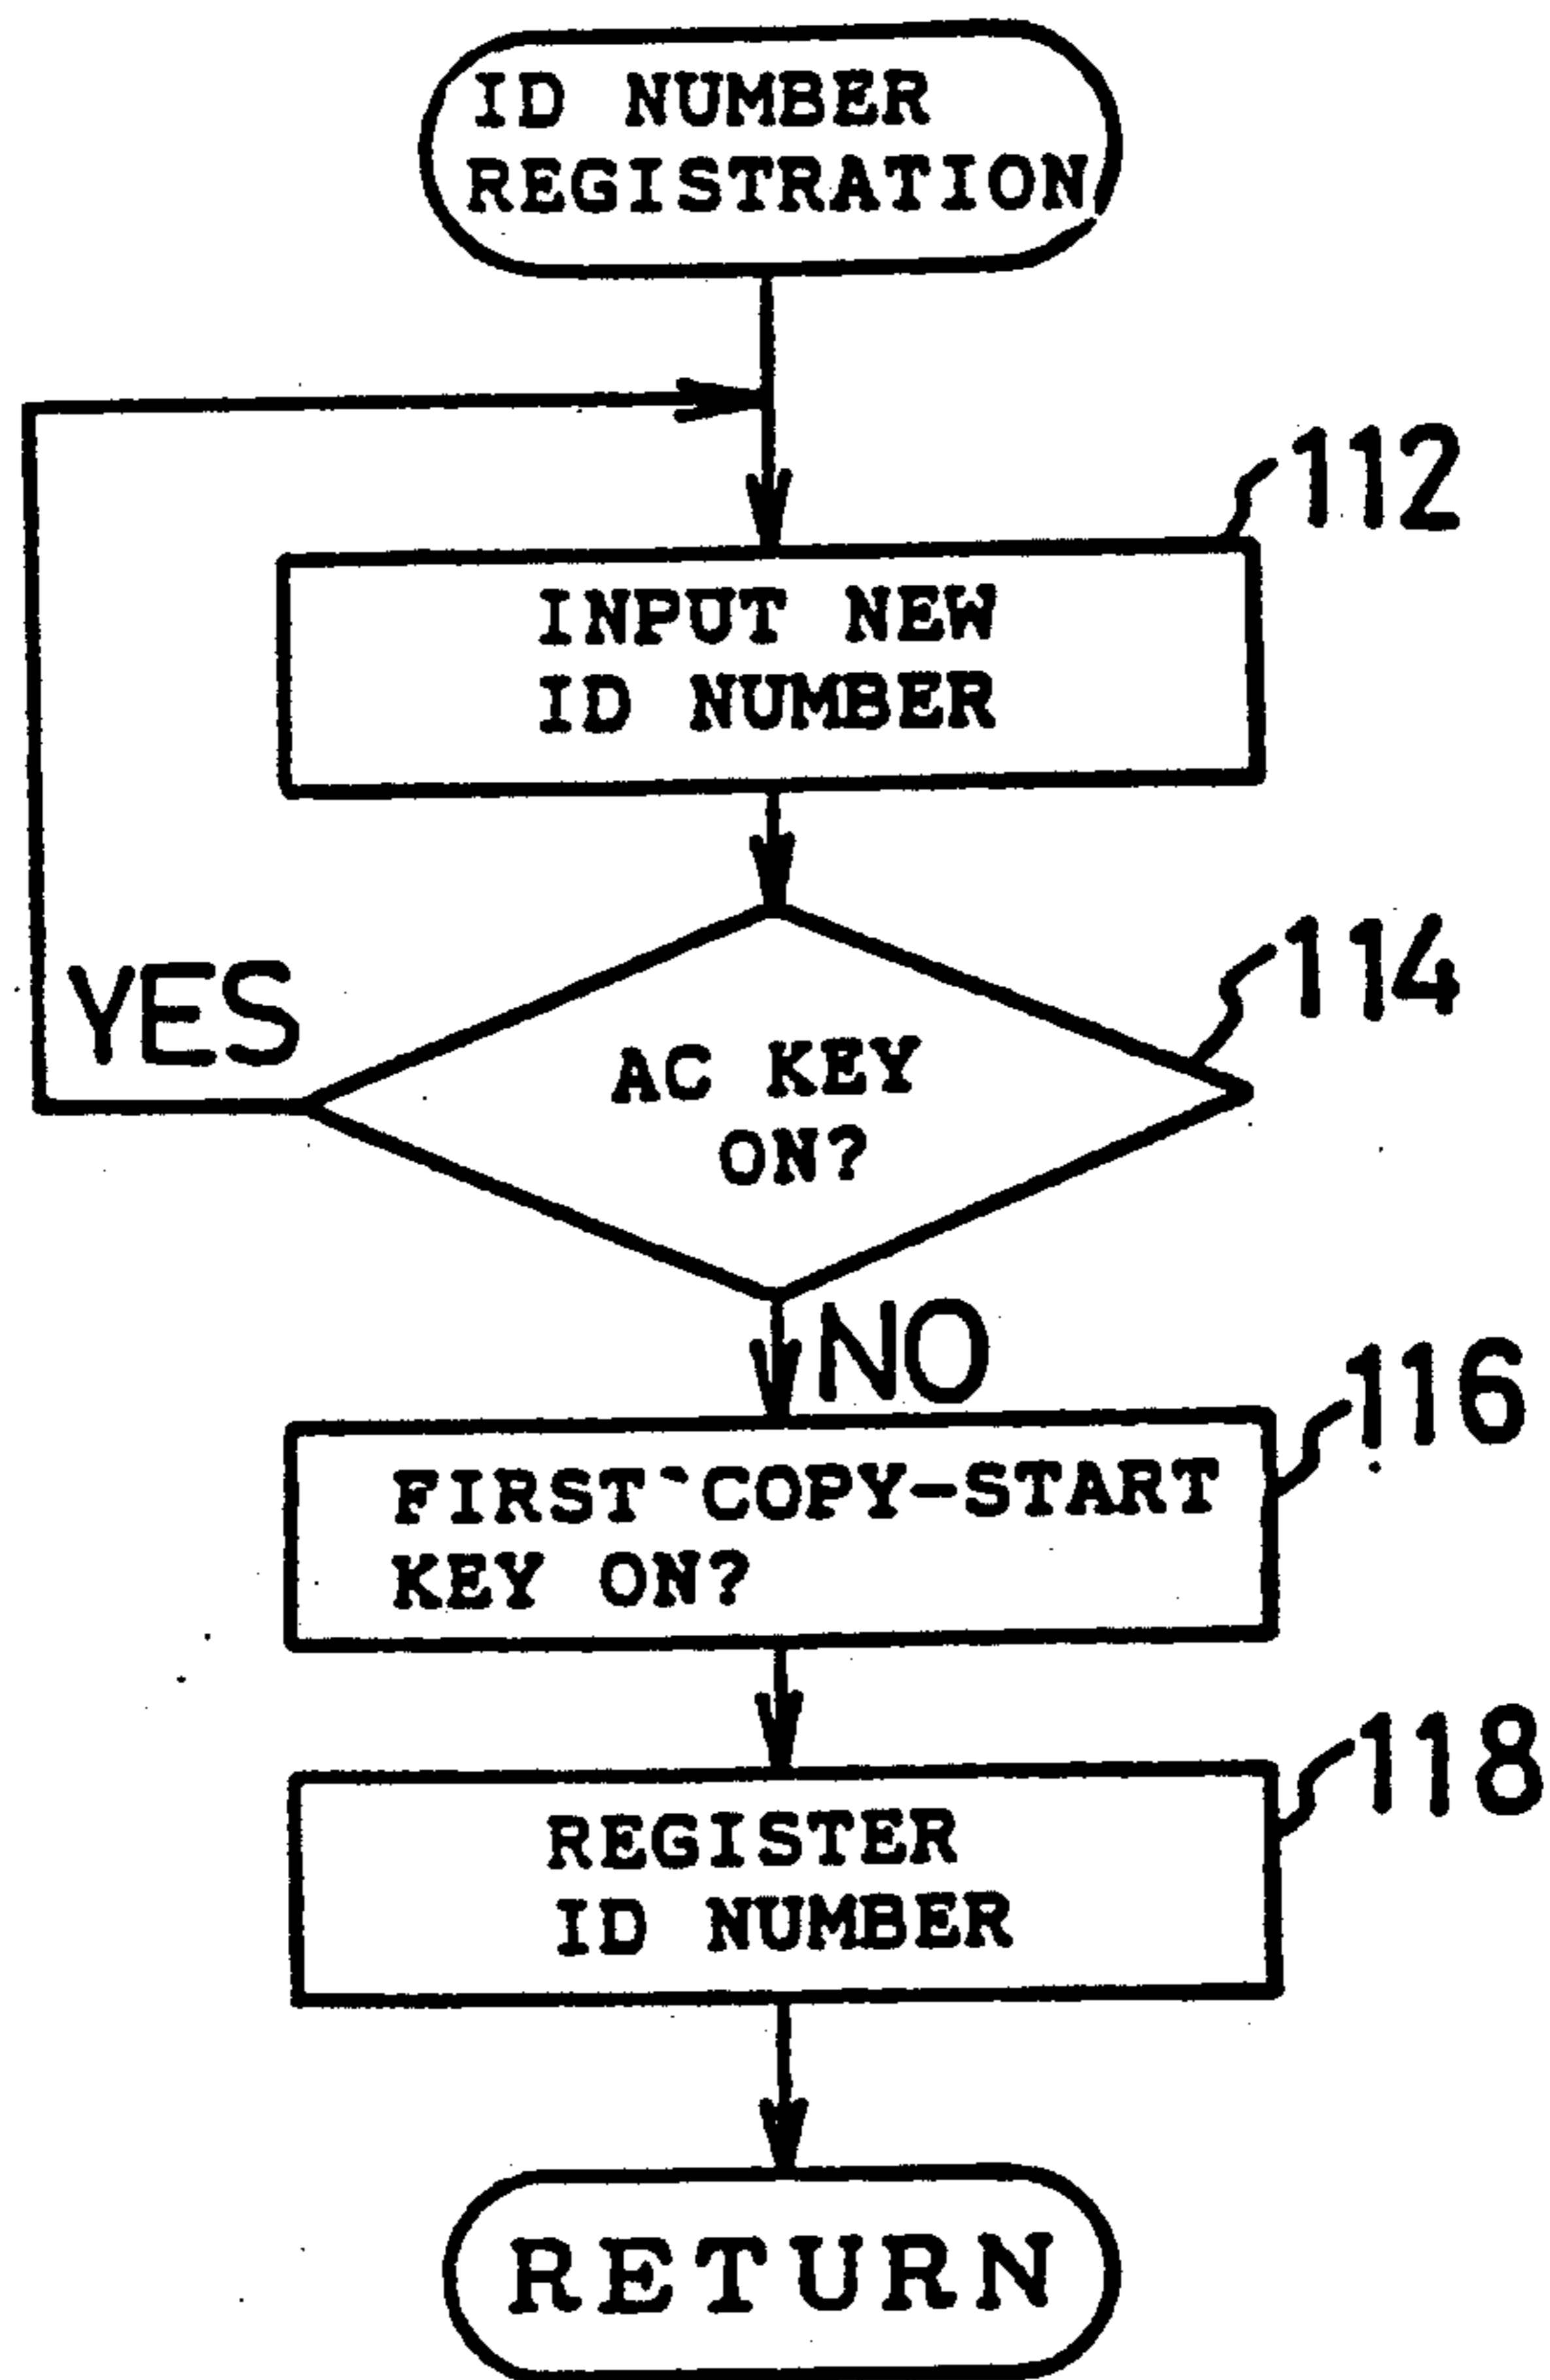 ID NUMBER
REGISTRATION
112
INPUT NEW
ID NUMBER
114
YES
AC KEY
ON?
NO
116
FIRST-COPY-START
KEY ON?
118
REGISTER
ID NUMBER
RETURN